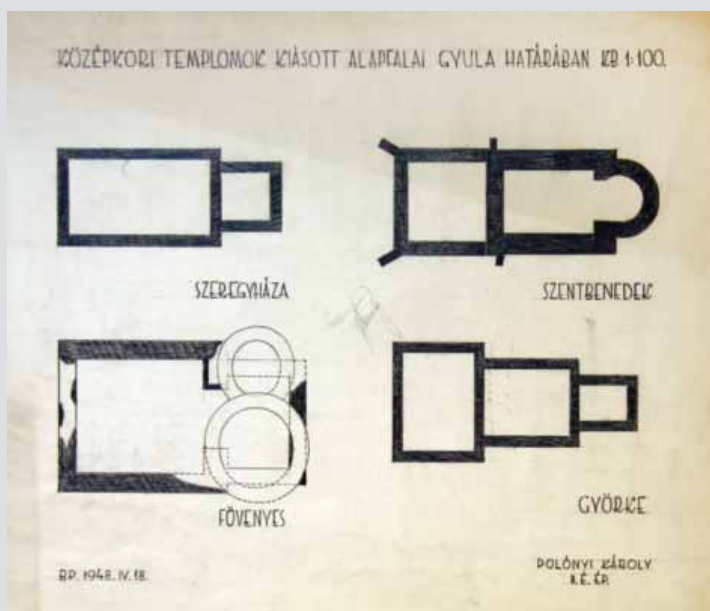 KÖZÉPKORI TEMPLOMOK KIÁSOTT ALAPFALAI GYULA HATÁRÁBAN KB 1:100.
SZEREGYHÁZA
SZENTBENEDEK
FÖVENYES
GYÖRKE
BP. 1948. IV. 18.
POLÓNYI KÁROLY